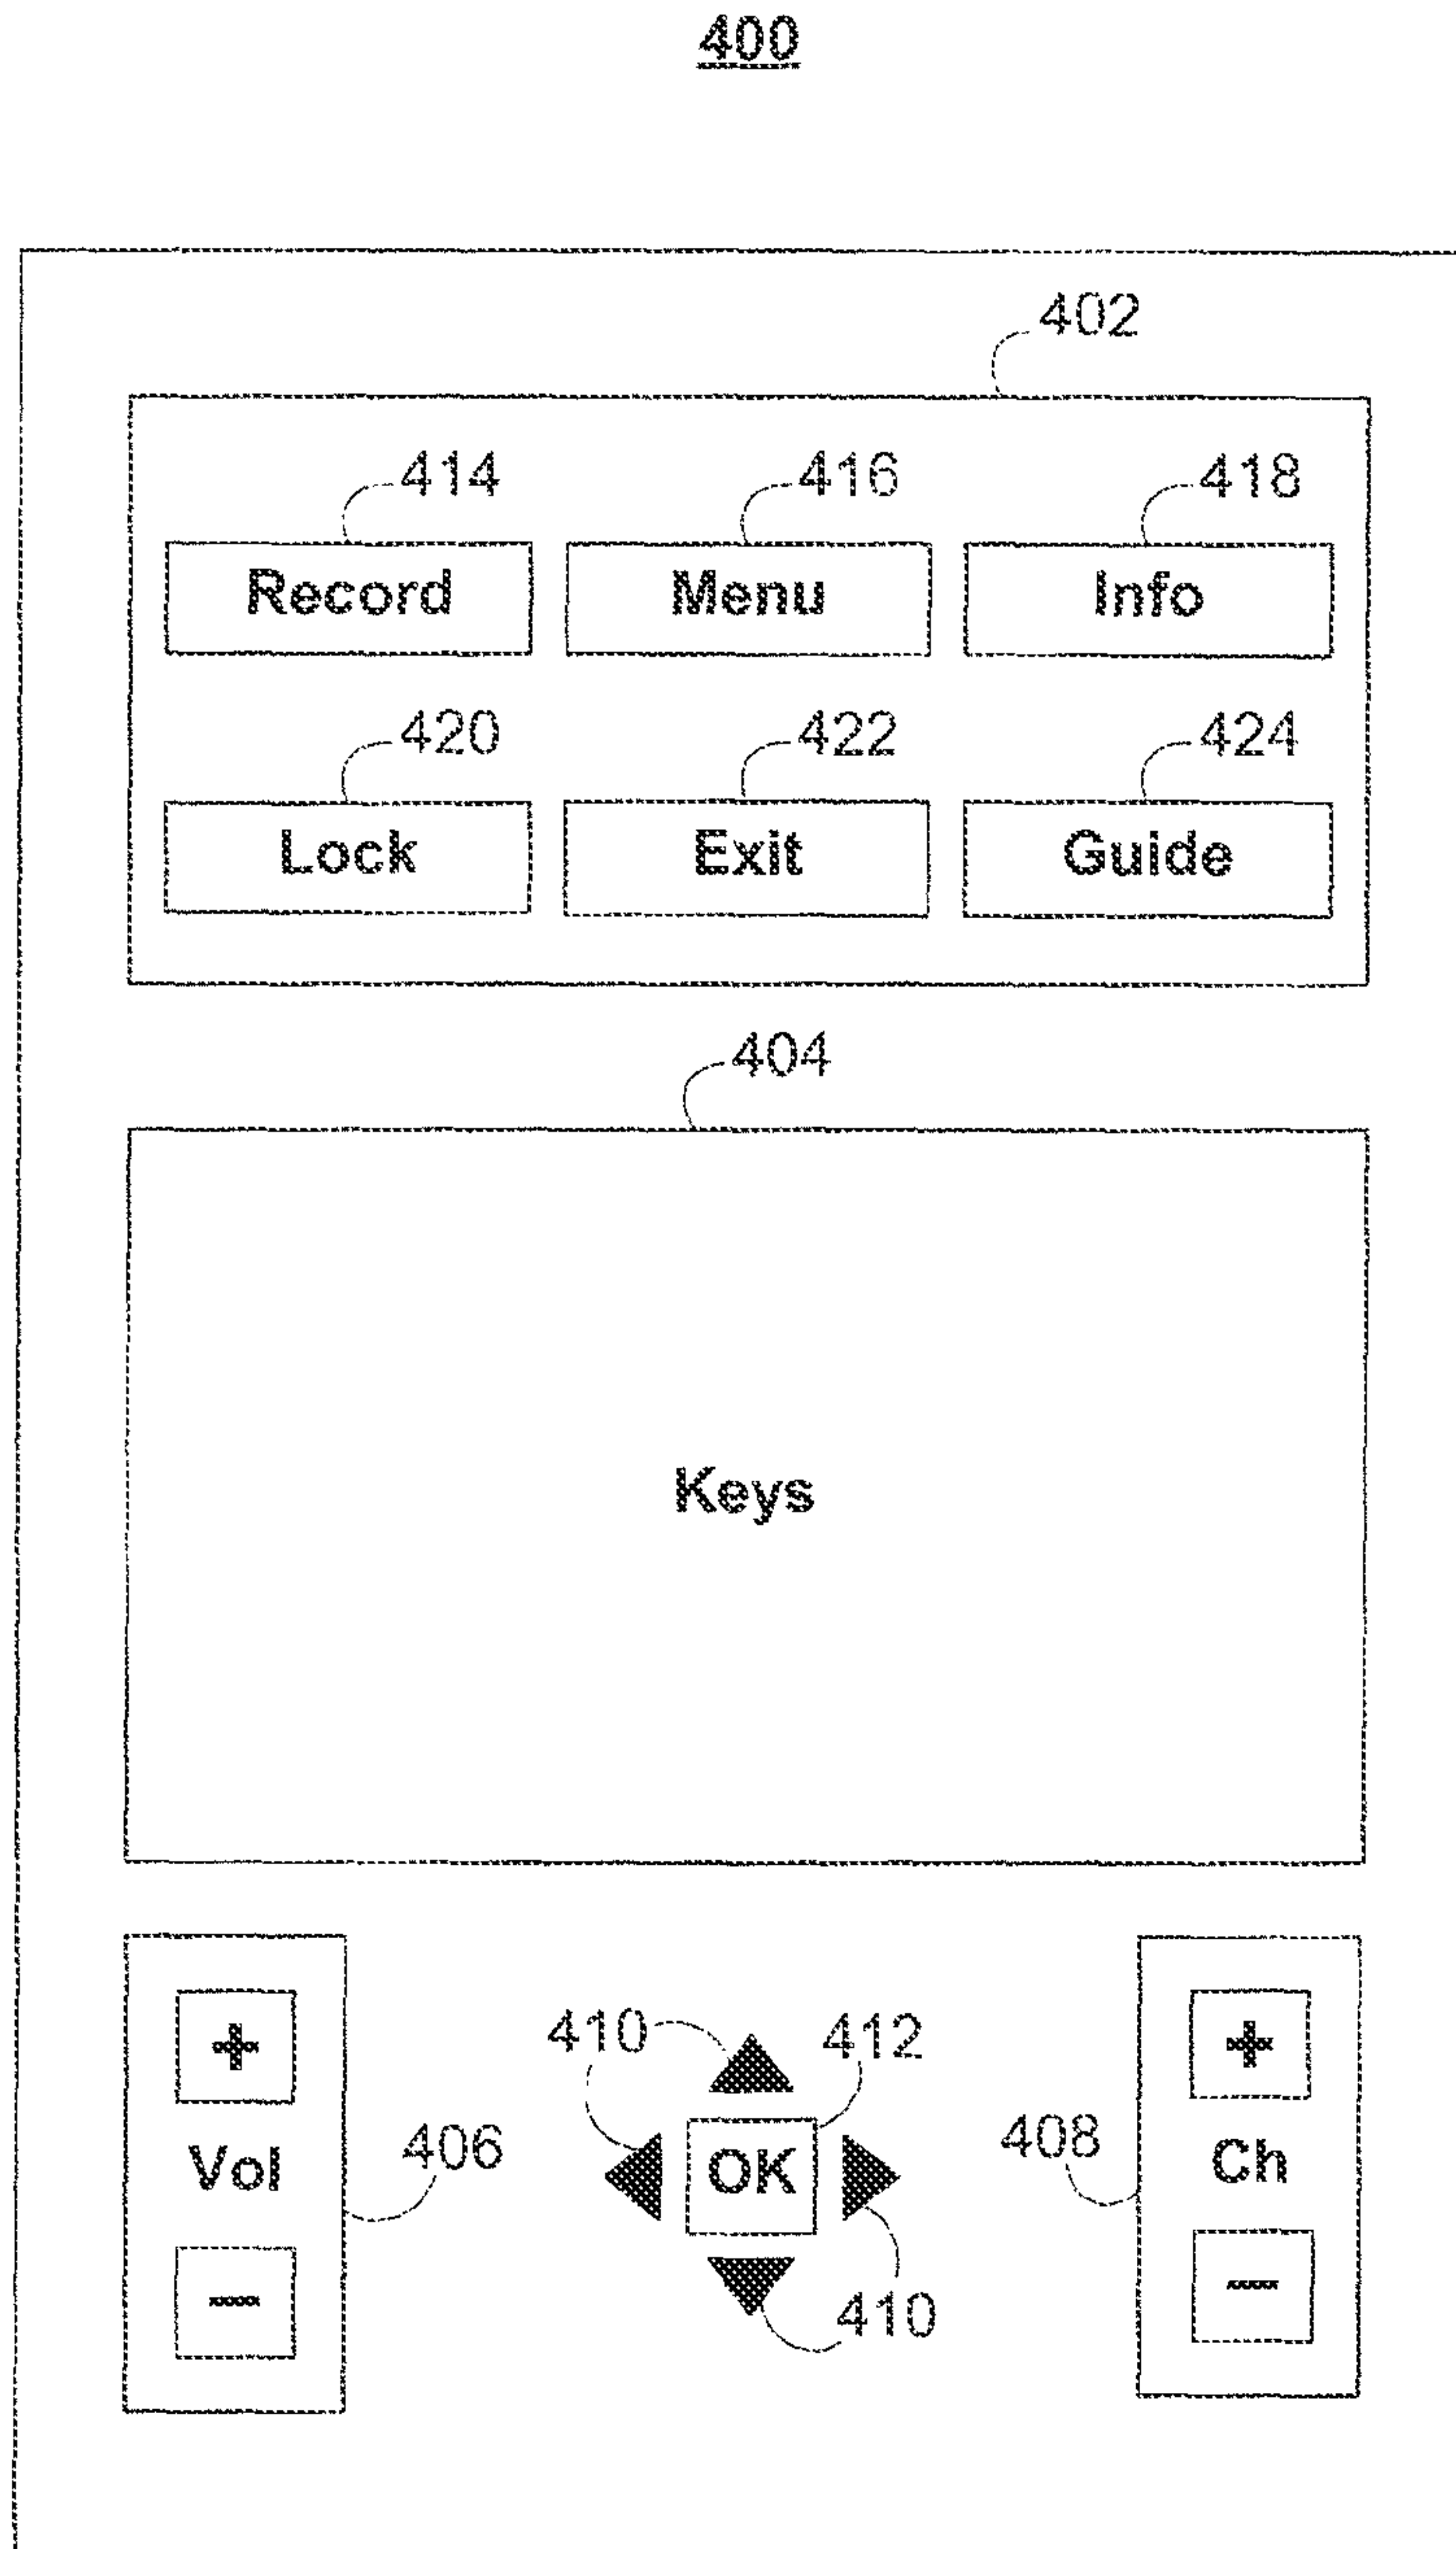 400
402
414 416 418
Record Menu Info
420 422 424
Lock Exit Guide
404
Keys
410 412
+ +
Vol 406 OK 408 Ch
− −
410